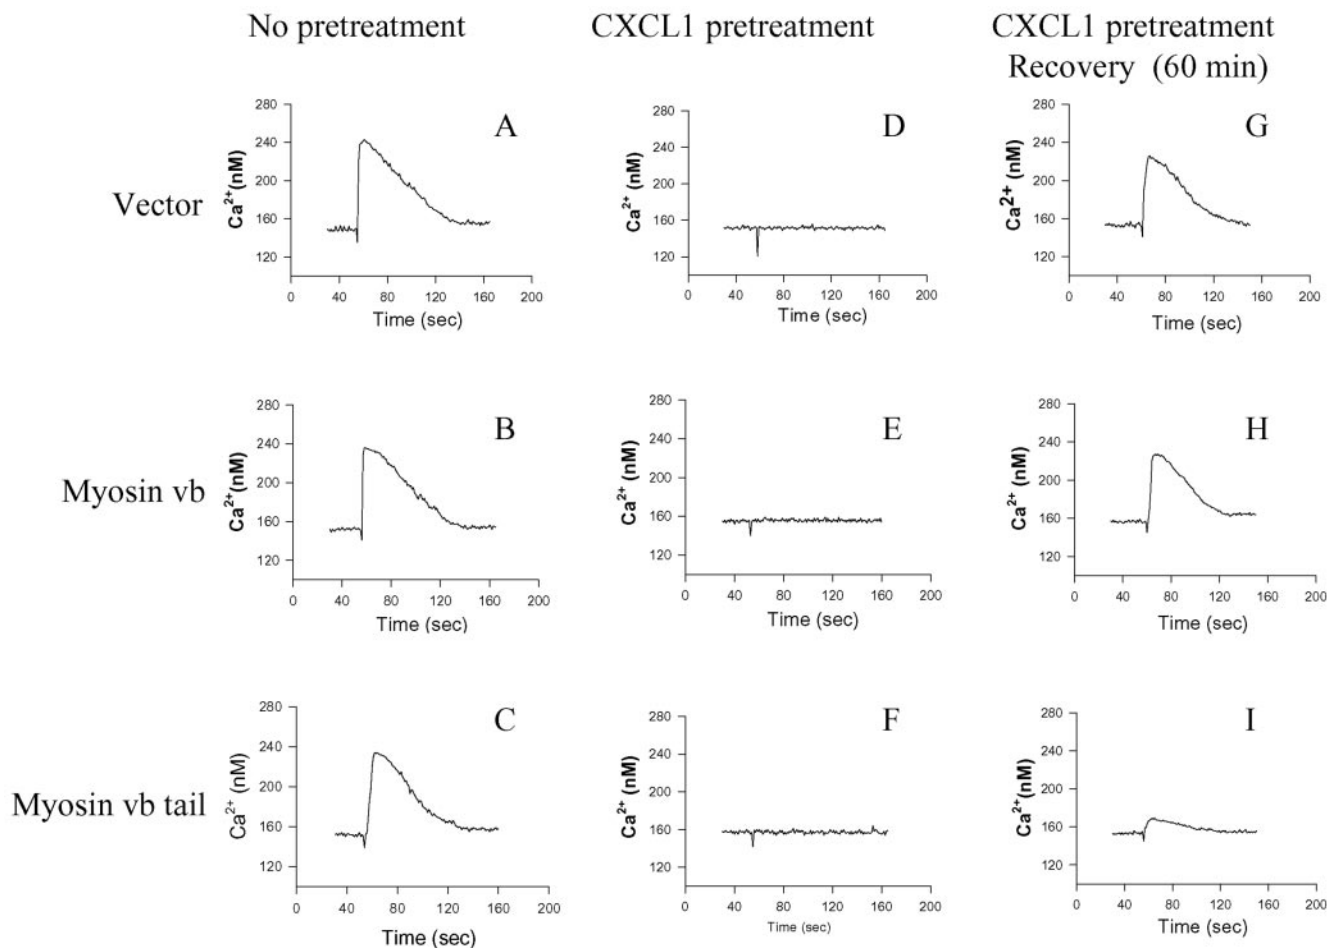 No pretreatment
CXCL1 pretreatment
CXCL1 pretreatment
Recovery (60 min)
Vector
A
280
240
200
160
120
Ca2+(nM)
0 40 80 120 160 200
Time (sec)
D
280
240
200
160
120
Ca2+ (nM)
0 40 80 120 160 200
Time (sec)
G
280
240
200
160
120
Ca2+ (nM)
0 40 80 120 160 200
Time (sec)
Myosin vb
B
280
240
200
160
120
Ca2+ (nM)
0 40 80 120 160 200
Time (sec)
E
280
240
200
160
120
Ca2+ (nM)
0 40 80 120 160 200
Time (sec)
H
280
240
200
160
120
Ca2+ (nM)
0 40 80 120 160 200
Time (sec)
Myosin vb tail
C
280
240
200
160
120
Ca2+ (nM)
0 40 80 120 160 200
Time (sec)
F
280
240
200
160
120
Ca2+ (nM)
0 40 80 120 160 200
Time (sec)
I
280
240
200
160
120
Ca2+(nM)
0 40 80 120 160 200
Time (sec)